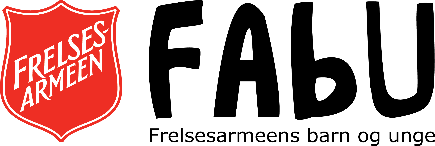 FRELSES-
ARMEEN
FAbU
Frelsesarmeens barn og unge